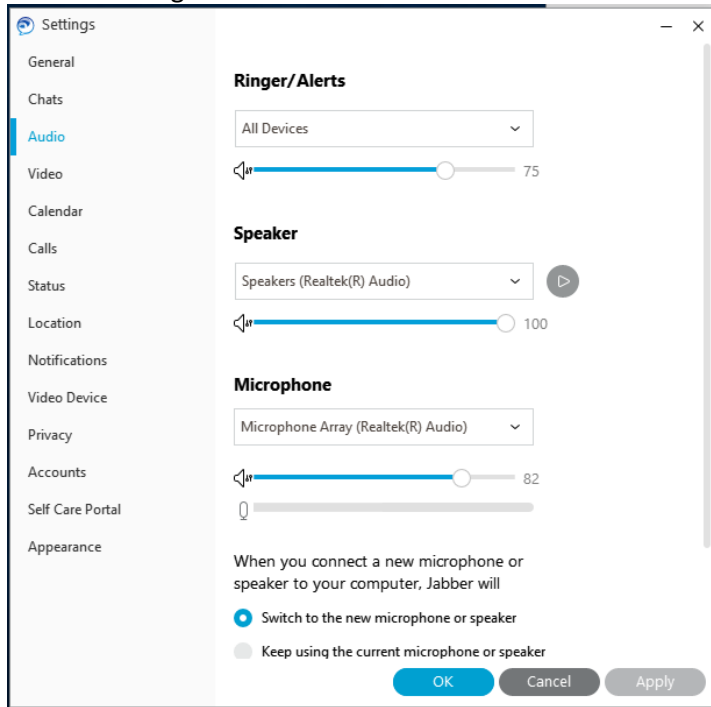 Settings
General
Chats
Audio
Video
Calendar
Calls
Status
Location
Notifications
Video Device
Privacy
Accounts
Self Care Portal
Appearance
Ringer/Alerts
All Devices
75
Speaker
Speakers (Realtek(R) Audio)
100
Microphone
Microphone Array (Realtek(R) Audio)
82
When you connect a new microphone or
speaker to your computer, Jabber will
Switch to the new microphone or speaker
Keep using the current microphone or speaker
OK
Cancel
Apply